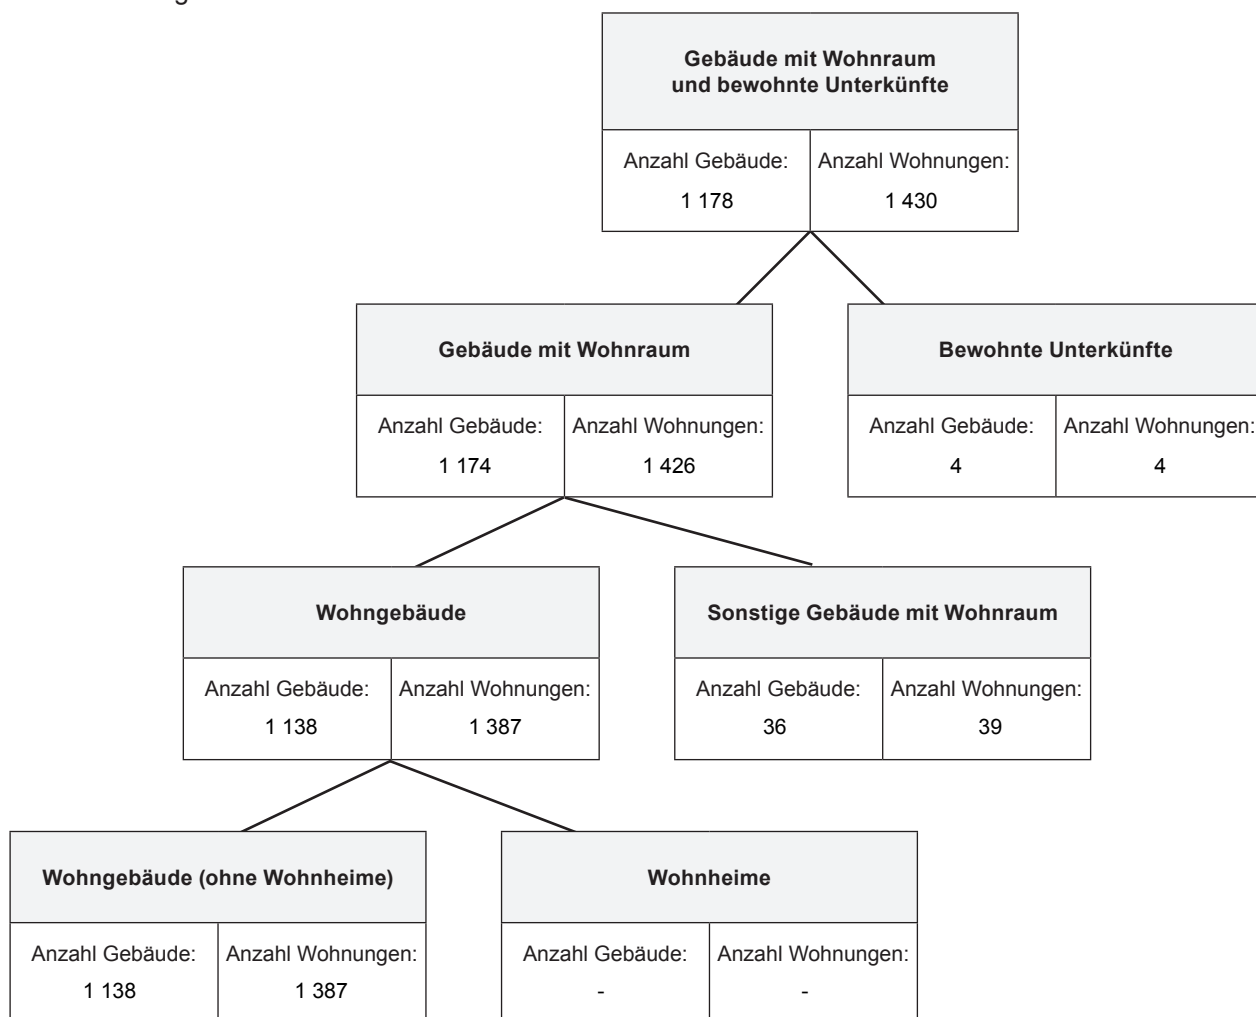 Gebäude mit Wohnraum
und bewohnte Unterkünfte
Anzahl Gebäude: Anzahl Wohnungen:
1 178 1 430
Gebäude mit Wohnraum Bewohnte Unterkünfte
Anzahl Gebäude: Anzahl Wohnungen: Anzahl Gebäude: Anzahl Wohnungen:
1 174 1 426 4 4
Wohngebäude Sonstige Gebäude mit Wohnraum
Anzahl Gebäude: Anzahl Wohnungen: Anzahl Gebäude: Anzahl Wohnungen:
1 138 1 387 36 39
Wohngebäude (ohne Wohnheime) Wohnheime
Anzahl Gebäude: Anzahl Wohnungen: Anzahl Gebäude: Anzahl Wohnungen:
1 138 1 387 - -